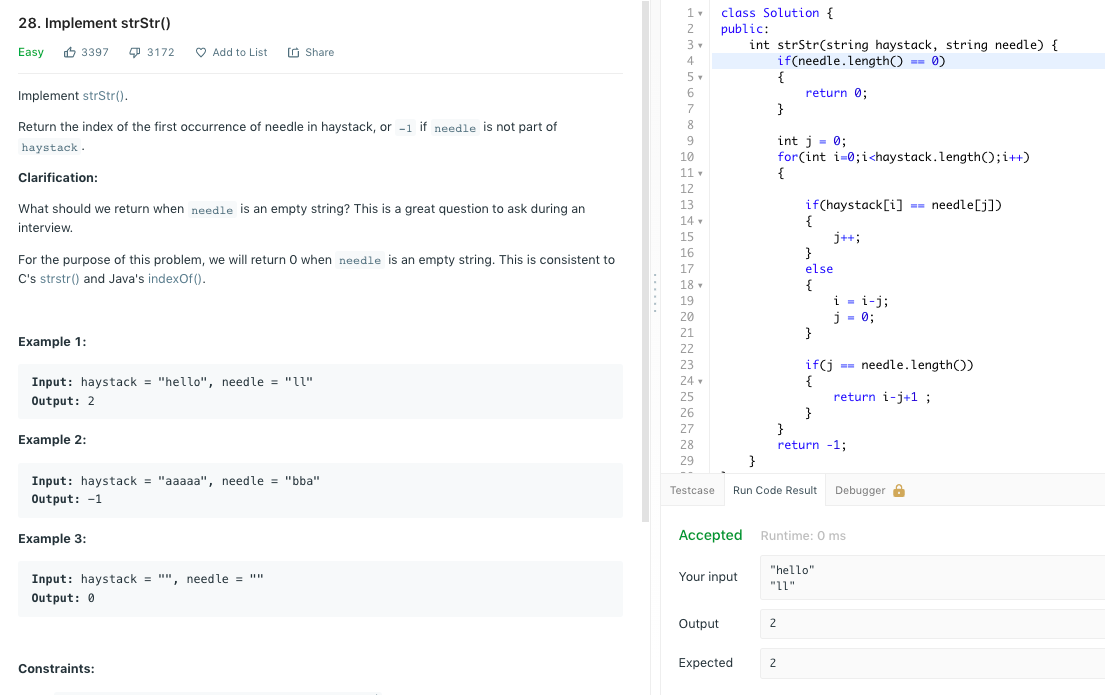 28. Implement strStr()
Easy 3397 3172 Add to List Share
Implement strStr().
Return the index of the first occurrence of needle in haystack, or -1 if needle is not part of
haystack.
Clarification:
What should we return when needle is an empty string? This is a great question to ask during an
interview.
For the purpose of this problem, we will return 0 when needle is an empty string. This is consistent to
C's strstr() and Java's indexOf().
Example 1:
Input: haystack = "hello", needle = "ll"
Output: 2
Example 2:
Input: haystack = "aaaaa", needle = "bba"
Output: -1
Example 3:
Input: haystack = "", needle = ""
Output: 0
Constraints:
1 class Solution {
2 public:
3 int strStr(string haystack, string needle) {
4 if(needle.length() == 0)
5 {
6 return 0;
7 }
8
9 int j = 0;
10 for(int i=0;i<haystack.length();i++)
11 {
12
13 if(haystack[i] == needle[j])
14 {
15 j++;
16 }
17 else
18 {
19 i = i-j;
20 j = 0;
21 }
22
23 if(j == needle.length())
24 {
25 return i-j+1 ;
26 }
27 }
28 return -1;
29 }
Testcase Run Code Result Debugger
Accepted Runtime: 0 ms
Your input
"hello"
"ll"
Output 2
Expected 2